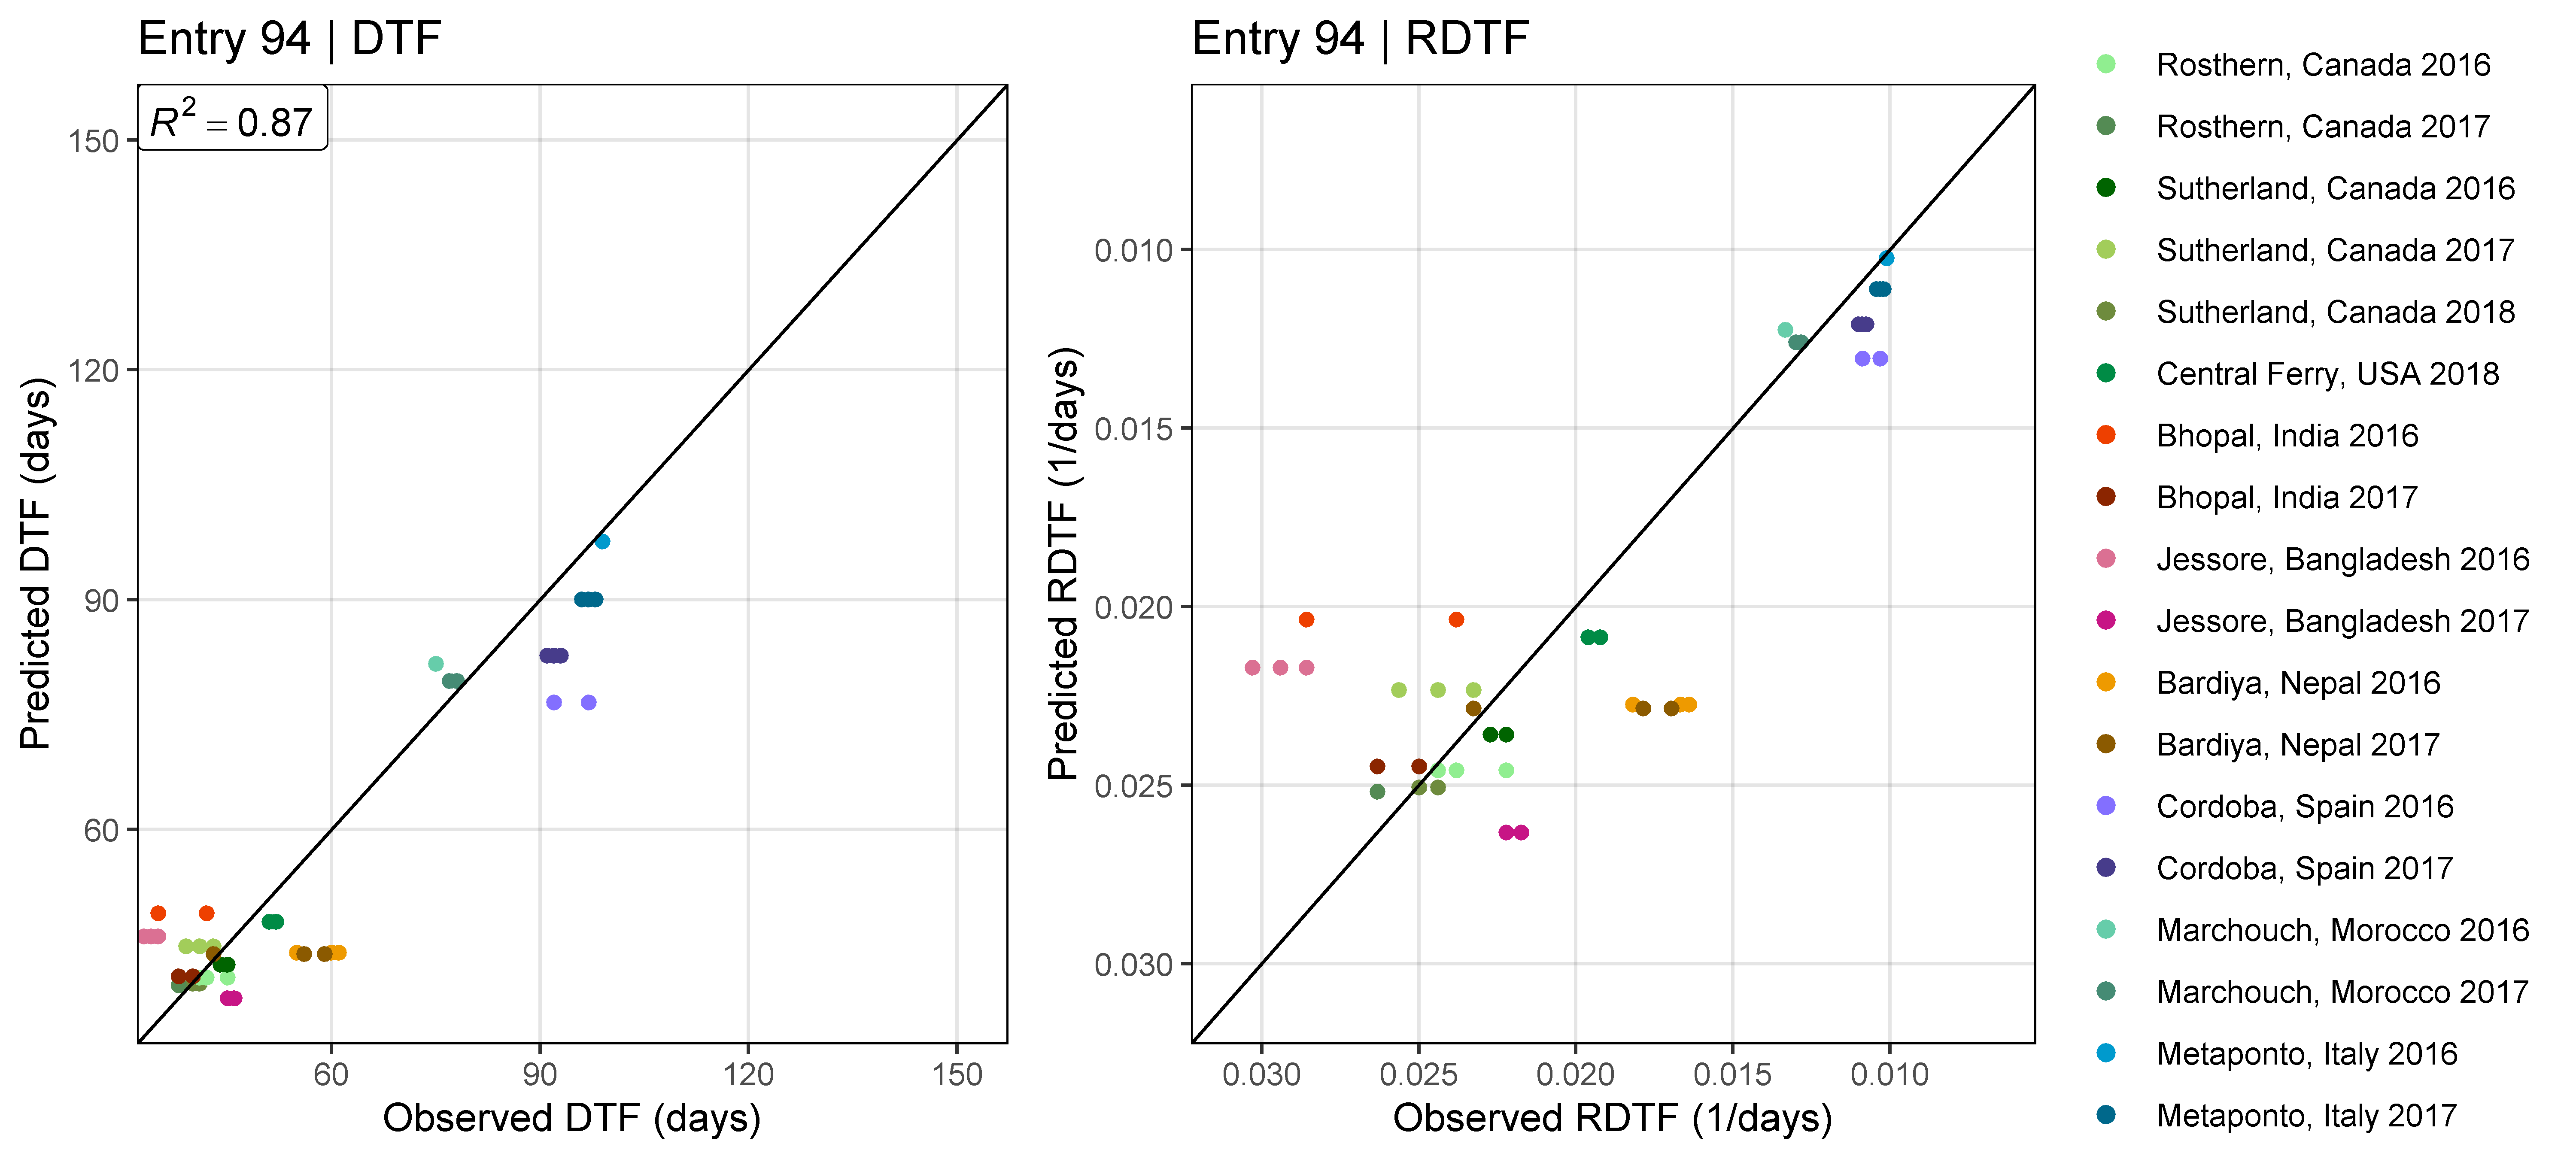 Entry 94 | DTF
R² = 0.87
150
120
90
60
Predicted DTF (days)
60
90
120
150
Observed DTF (days)
Entry 94 | RDTF
0.010
0.015
0.020
0.025
0.030
Predicted RDTF (1/days)
0.030
0.025
0.020
0.015
0.010
Observed RDTF (1/days)
Rosthern, Canada 2016
Rosthern, Canada 2017
Sutherland, Canada 2016
Sutherland, Canada 2017
Sutherland, Canada 2018
Central Ferry, USA 2018
Bhopal, India 2016
Bhopal, India 2017
Jessore, Bangladesh 2016
Jessore, Bangladesh 2017
Bardiya, Nepal 2016
Bardiya, Nepal 2017
Cordoba, Spain 2016
Cordoba, Spain 2017
Marchouch, Morocco 2016
Marchouch, Morocco 2017
Metaponto, Italy 2016
Metaponto, Italy 2017